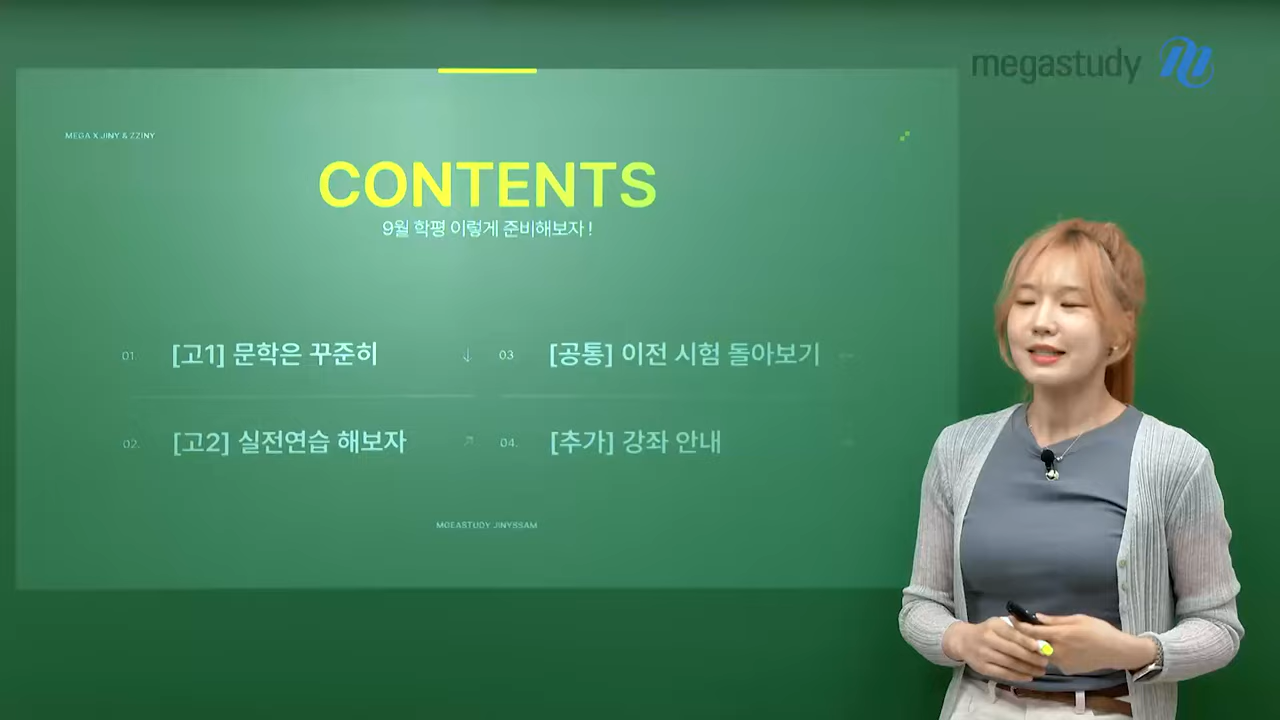 megastudy
MEGA X JINY & ZZINY
CONTENTS
9월 학평 이렇게 준비해보자 !
01. [고1] 문학은 꾸준히
02. [고2] 실전연습 해보자
03 [공통] 이전 시험 돌아보기
04. [추가] 강좌 안내
MGEASTUDY JINYSSAM